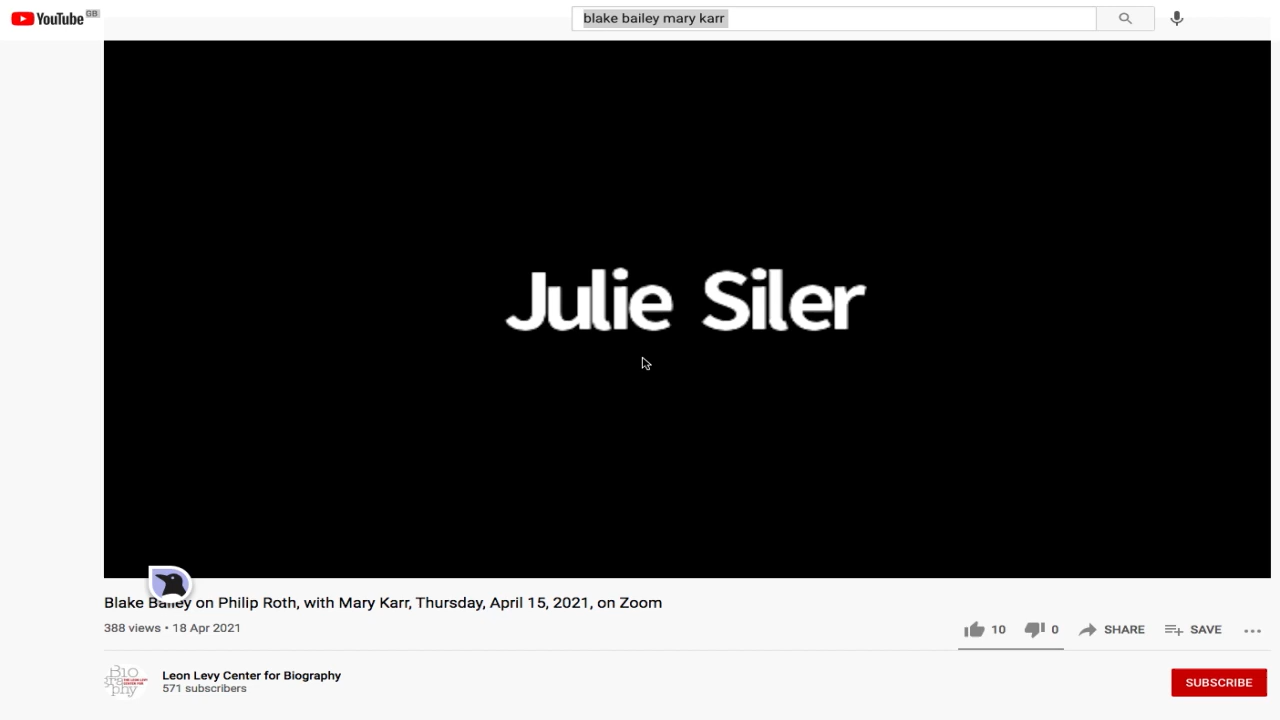 YouTube GB
blake bailey mary karr
Julie Siler
Blake Bailey on Philip Roth, with Mary Karr, Thursday, April 15, 2021, on Zoom
388 views • 18 Apr 2021
10
0
SHARE
SAVE
Leon Levy Center for Biography
571 subscribers
SUBSCRIBE